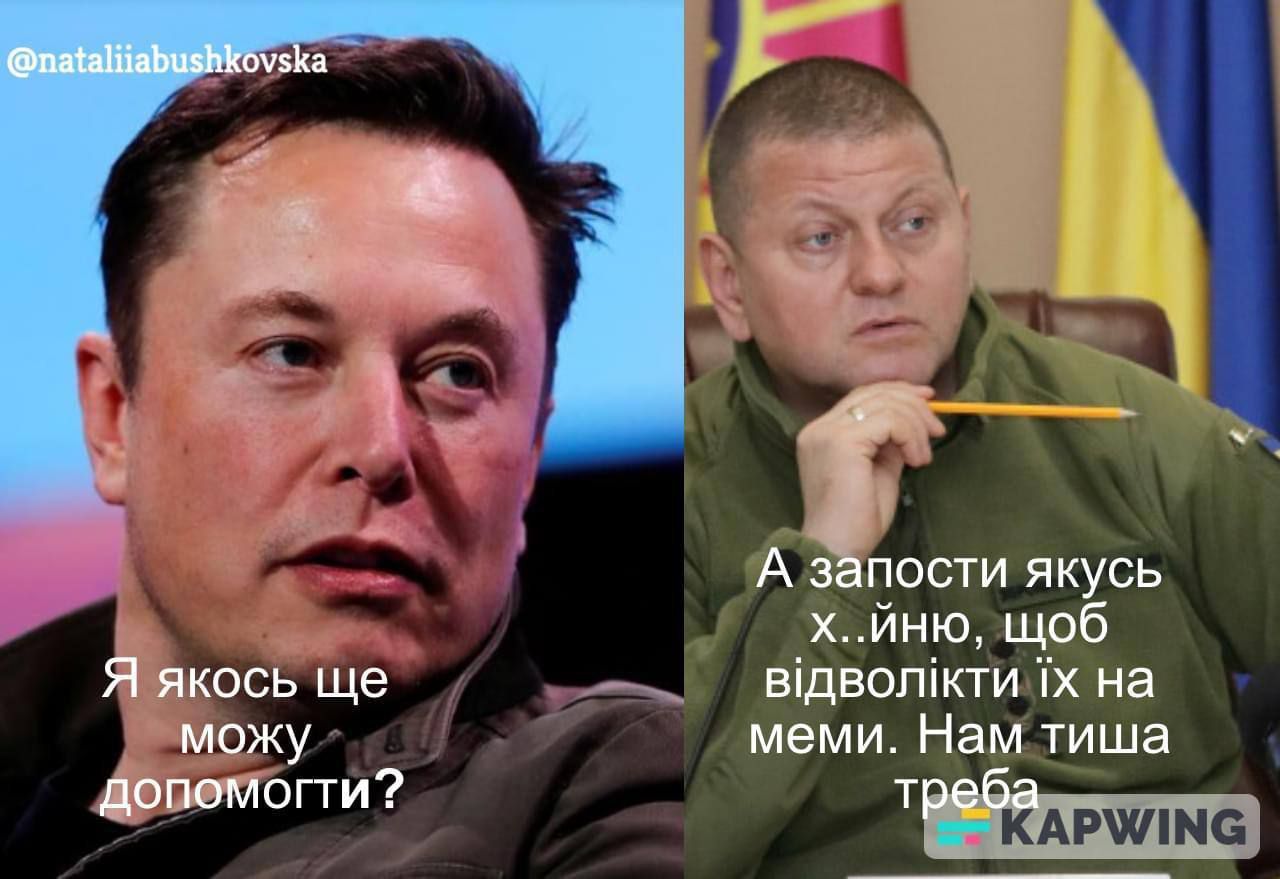 @nataliiabushkovska
Я якось ще
можу
допомогти?
А запости якусь
х..йню, щоб
відволікти їх на
меми. Нам тиша
треба
KAPWING